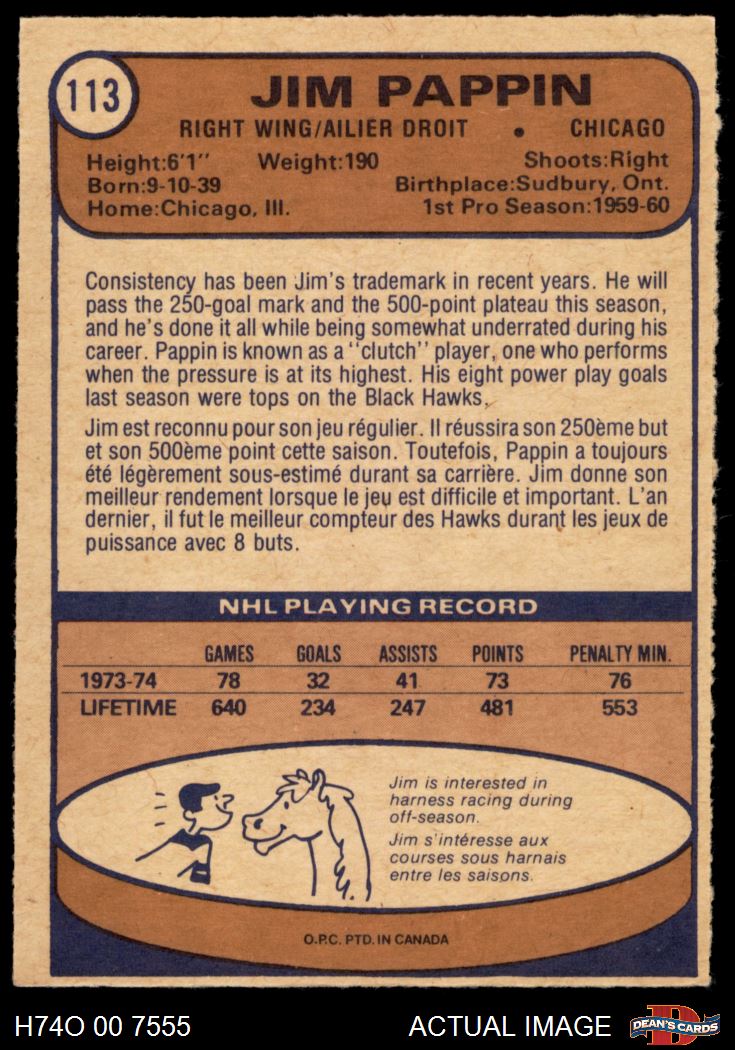 113
JIM PAPPIN
RIGHT WING/AILIER DROIT • CHICAGO
Height:6'1" Weight:190 Shoots:Right
Born:9-10-39 Birthplace:Sudbury, Ont.
Home:Chicago, Ill. 1st Pro Season:1959-60
Consistency has been Jim's trademark in recent years. He will
pass the 250-goal mark and the 500-point plateau this season,
and he's done it all while being somewhat underrated during his
career. Pappin is known as a "clutch" player, one who performs
when the pressure is at its highest. His eight power play goals
last season were tops on the Black Hawks.
Jim est reconnu pour son jeu régulier. Il réussira son 250ème but
et son 500ème point cette saison. Toutefois, Pappin a toujours
été légèrement sous-estimé durant sa carrière. Jim donne son
meilleur rendement lorsque le jeu est difficile et important. L'an
dernier, il fut le meilleur compteur des Hawks durant les jeux de
puissance avec 8 buts.
NHL PLAYING RECORD
GAMES GOALS ASSISTS POINTS PENALTY MIN.
1973-74 78 32 41 73 76
LIFETIME 640 234 247 481 553
Jim is interested in
harness racing during
off-season.
Jim s'intéresse aux
courses sous harnais
entre les saisons.
O.P.C. PTD. IN CANADA
H74O 00 7555 ACTUAL IMAGE D DEAN'S CARDS